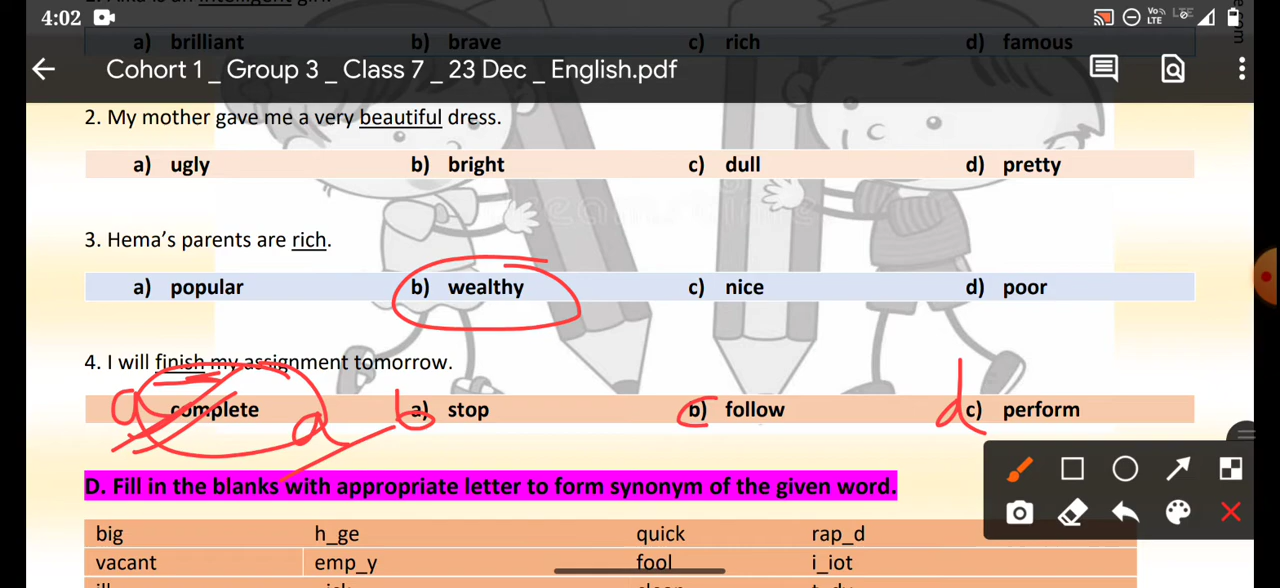 4:02 Vo) LTE LTE
a) brilliant b) brave c) rich d) famous
Cohort 1 _ Group 3 _ Class 7 _ 23 Dec _ English.pdf
2. My mother gave me a very beautiful dress.
a) ugly b) bright c) dull d) pretty
3. Hema’s parents are rich.
a) popular b) wealthy c) nice d) poor
4. I will finish my assignment tomorrow.
a complete a b a) stop b) follow d c) perform
D. Fill in the blanks with appropriate letter to form synonym of the given word.
big h_ge quick rap_d
vacant emp_y fool i_iot